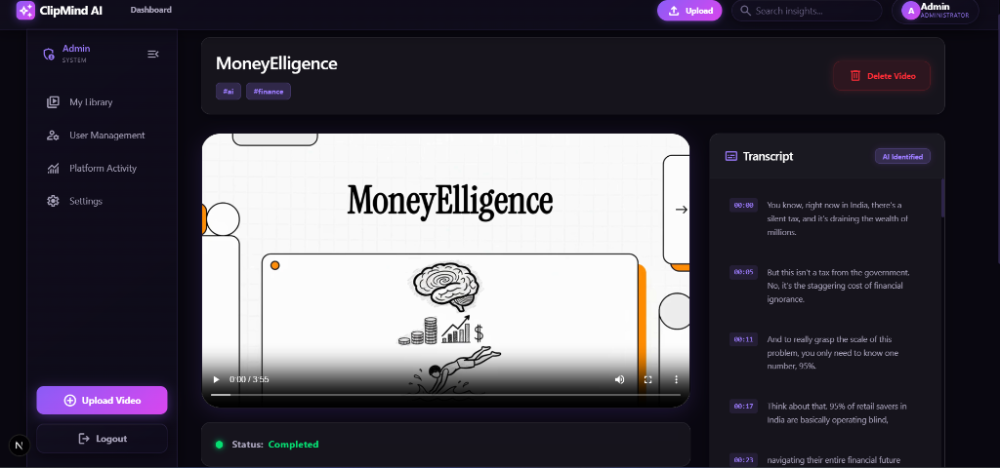 ClipMind AI
Dashboard
Upload
Search insights...
A
Admin
ADMINISTRATOR
Admin
SYSTEM
My Library
User Management
Platform Activity
Settings
Upload Video
Logout
N
MoneyElligence
#ai
#finance
Delete Video
MoneyElligence
$
0:00 / 3:55
Status: Completed
Transcript
AI Identified
00:00
You know, right now in India, there's a
silent tax, and it's draining the wealth of
millions.
00:05
But this isn't a tax from the government.
No, it's the staggering cost of financial
ignorance.
00:11
And to really grasp the scale of this
problem, you only need to know one
number, 95%.
00:17
Think about that. 95% of retail savers in
India are basically operating blind,
00:23
navigating their entire financial future